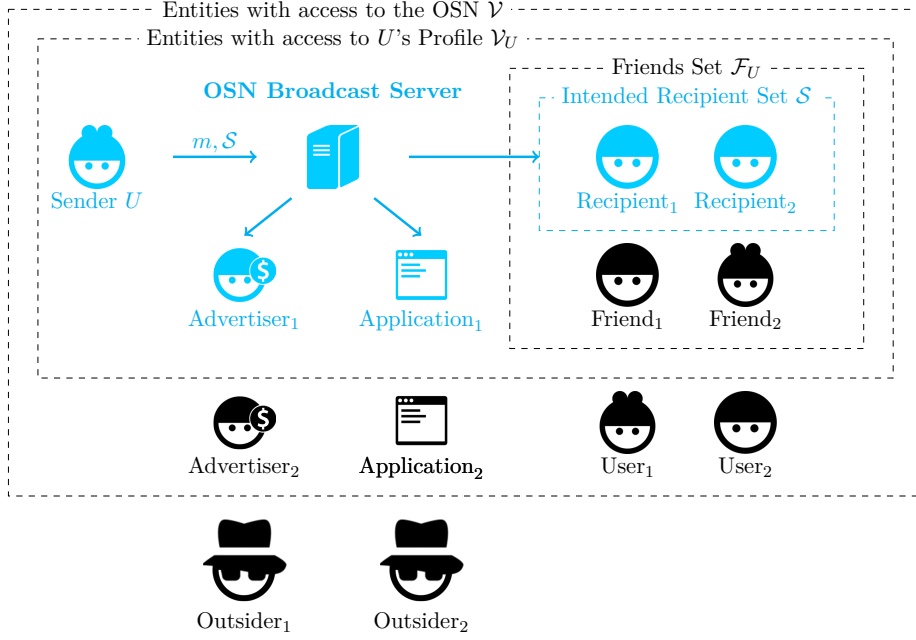 Entities with access to the OSN 𝒱
Entities with access to U's Profile 𝒱_U
Friends Set ℱ_U
OSN Broadcast Server
Intended Recipient Set 𝒮
m, 𝒮
Sender U
Recipient₁
Recipient₂
$
Advertiser₁
Application₁
Friend₁
Friend₂
$
Advertiser₂
Application₂
User₁
User₂
Outsider₁
Outsider₂